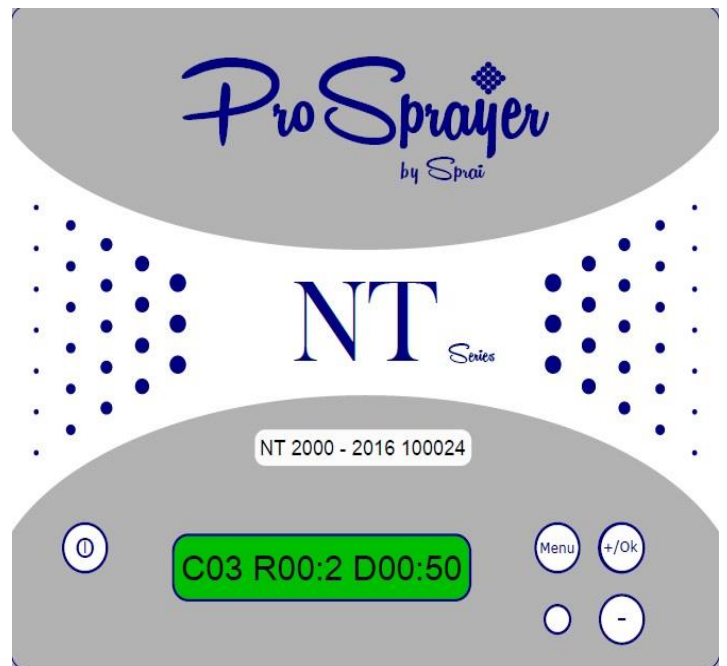 ProSprayer
by Sprai
NT
Series
NT 2000 - 2016 100024
C03 R00:2 D00:50
Menu
+/Ok
-